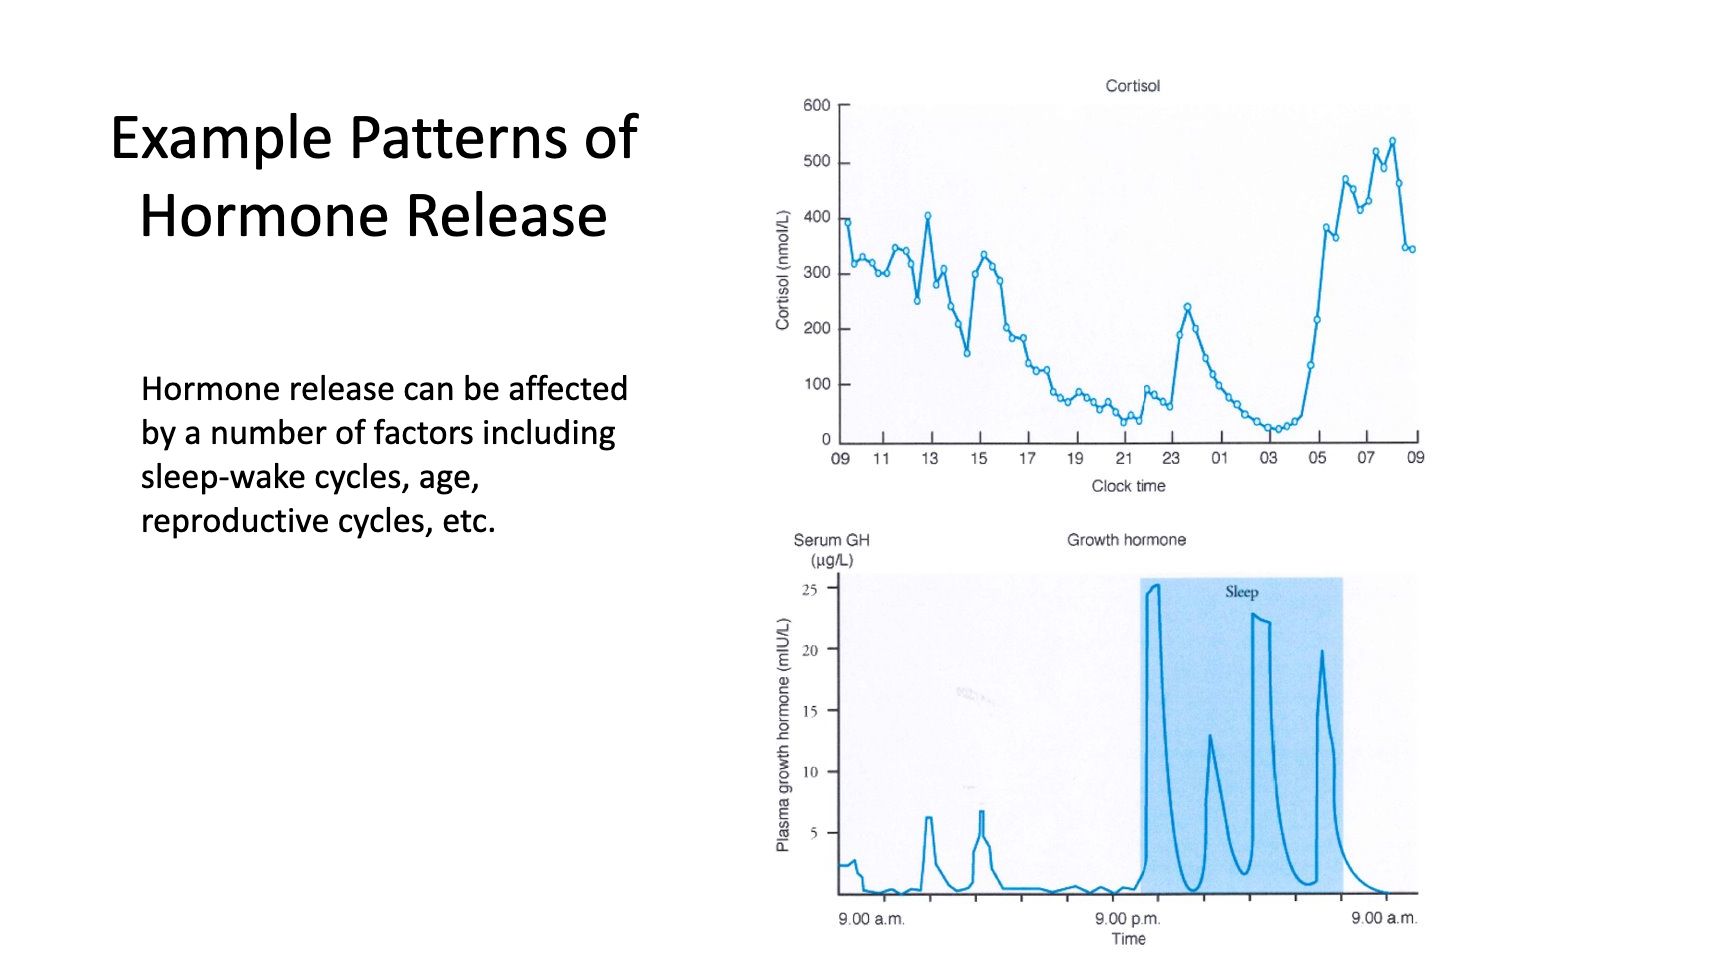 Example Patterns of
Hormone Release
Hormone release can be affected
by a number of factors including
sleep-wake cycles, age,
reproductive cycles, etc.
Cortisol
Cortisol (nmol/L)
600
500
400
300
200
100
0
09 11 13 15 17 19 21 23 01 03 05 07 09
Clock time
Serum GH
(µg/L)
Growth hormone
Plasma growth hormone (mIU/L)
Sleep
25
20
15
10
5
9.00 a.m. 9.00 p.m. 9.00 a.m.
Time